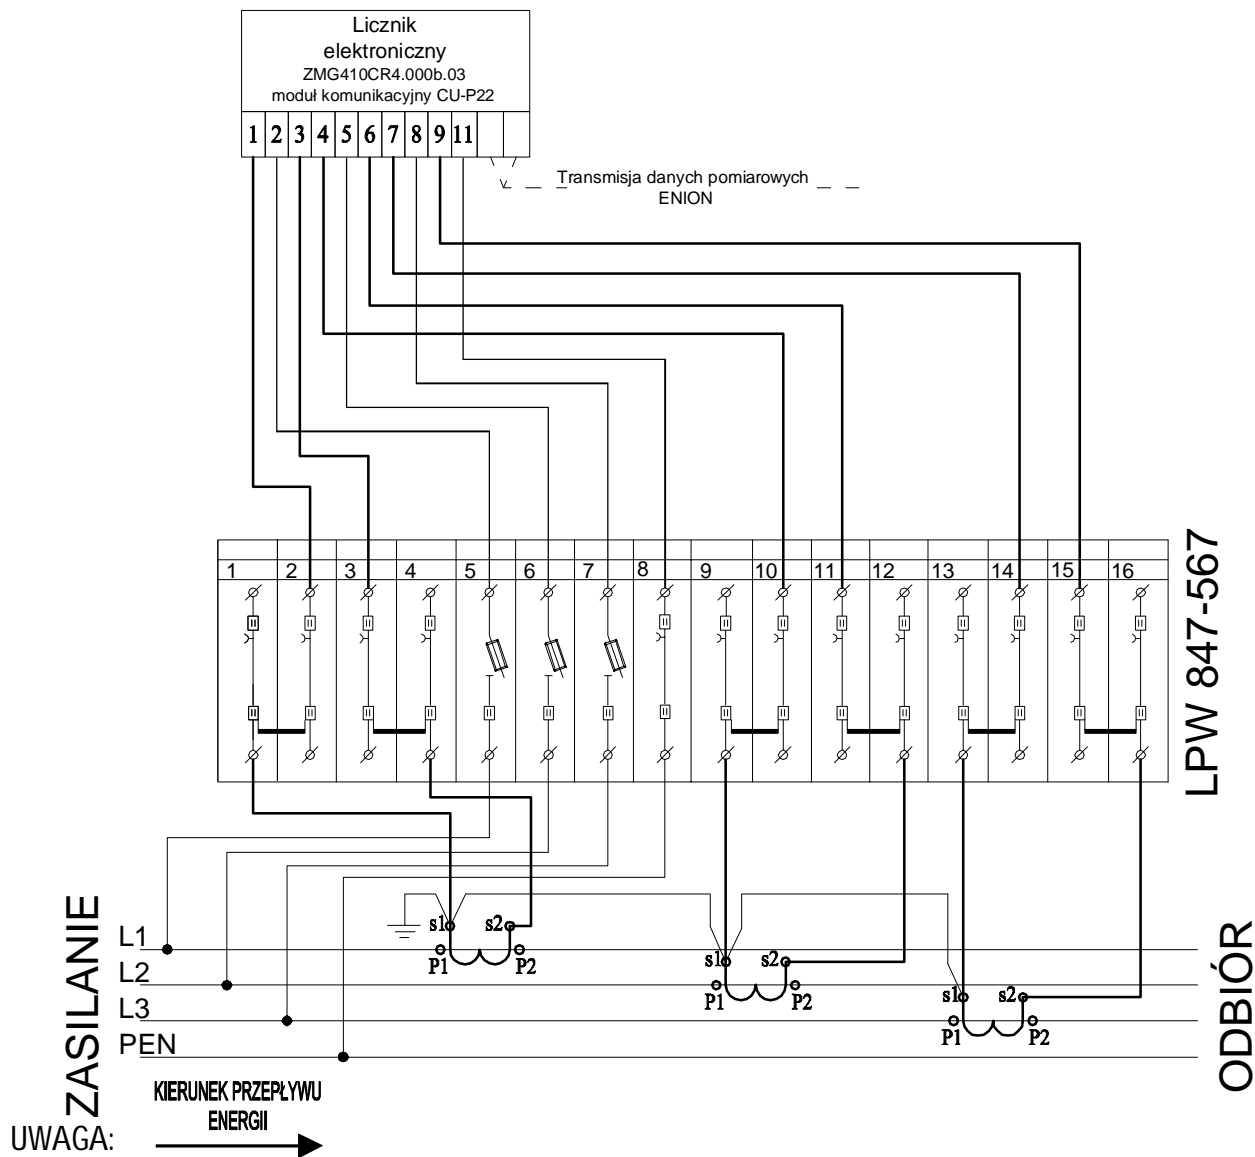 Licznik
elektroniczny
ZMG410CR4.000b.03
moduł komunikacyjny CU-P22
1 2 3 4 5 6 7 8 9 11
Transmisja danych pomiarowych
ENION
1 2 3 4 5 6 7 8 9 10 11 12 13 14 15 16
LPW 847-567
ZASILANIE
ODBIÓR
s1 s2
L1
P1 P2
s1 s2
L2
P1 P2
s1 s2
L3
P1 P2
PEN
KIERUNEK PRZEPŁYWU
ENERGII
UWAGA: